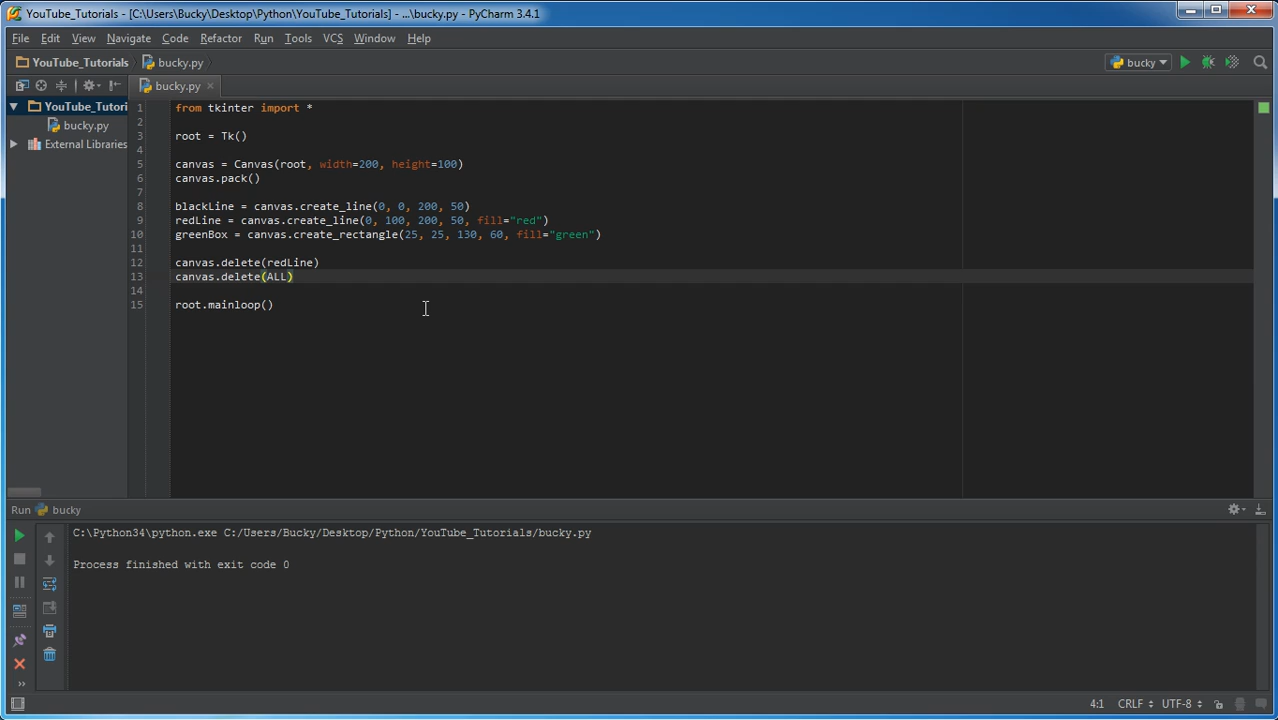 YouTube_Tutorials - [C:\Users\Bucky\Desktop\Python\YouTube_Tutorials] - ...\bucky.py - PyCharm 3.4.1
File Edit View Navigate Code Refactor Run Tools VCS Window Help
YouTube_Tutorials bucky.py bucky
bucky.py
YouTube_Tutori
bucky.py
External Libraries
1 from tkinter import *
2
3 root = Tk()
4
5 canvas = Canvas(root, width=200, height=100)
6 canvas.pack()
7
8 blackLine = canvas.create_line(0, 0, 200, 50)
9 redLine = canvas.create_line(0, 100, 200, 50, fill="red")
10 greenBox = canvas.create_rectangle(25, 25, 130, 60, fill="green")
11
12 canvas.delete(redLine)
13 canvas.delete(ALL)
14
15 root.mainloop()
Run bucky
C:\Python34\python.exe C:/Users/Bucky/Desktop/Python/YouTube_Tutorials/bucky.py
Process finished with exit code 0
4:1 CRLF UTF-8